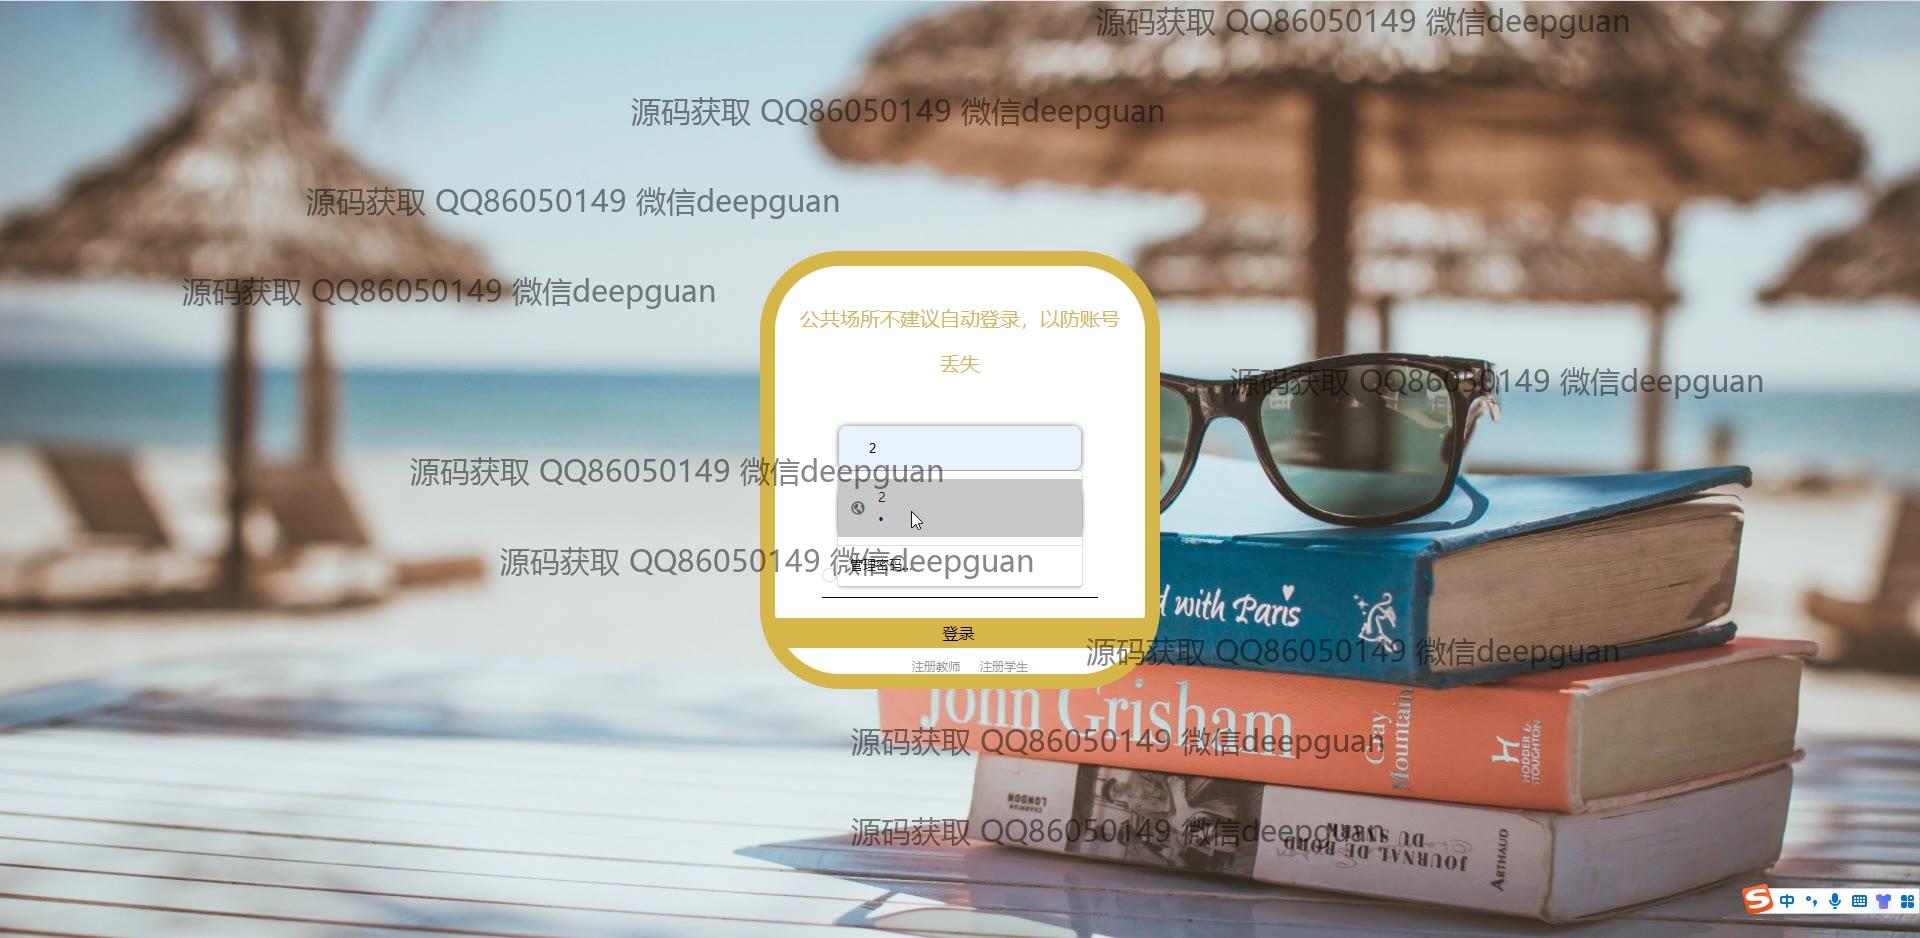 源码获取 QQ86050149 微信deepguan
源码获取 QQ86050149 微信deepguan
源码获取 QQ86050149 微信deepguan
源码获取 QQ86050149 微信deepguan
公共场所不建议自动登录，以防账号
丢失
源码获取 QQ86050149 微信deepguan
2
源码获取 QQ86050149 微信deepguan
2
•
源码获取 QQ86050149 微信deepguan
管理密码...
with Paris
登录
源码获取 QQ86050149 微信deepguan
注册教师 注册学生
John Grisham
Gray
Mountain
HODDER &
STOUGHTON
源码获取 QQ86050149 微信deepguan
LONDON
源码获取 QQ86050149 微信deepguan
JOURNAL DE BORD
DU SNARK
ARTHAUD
中